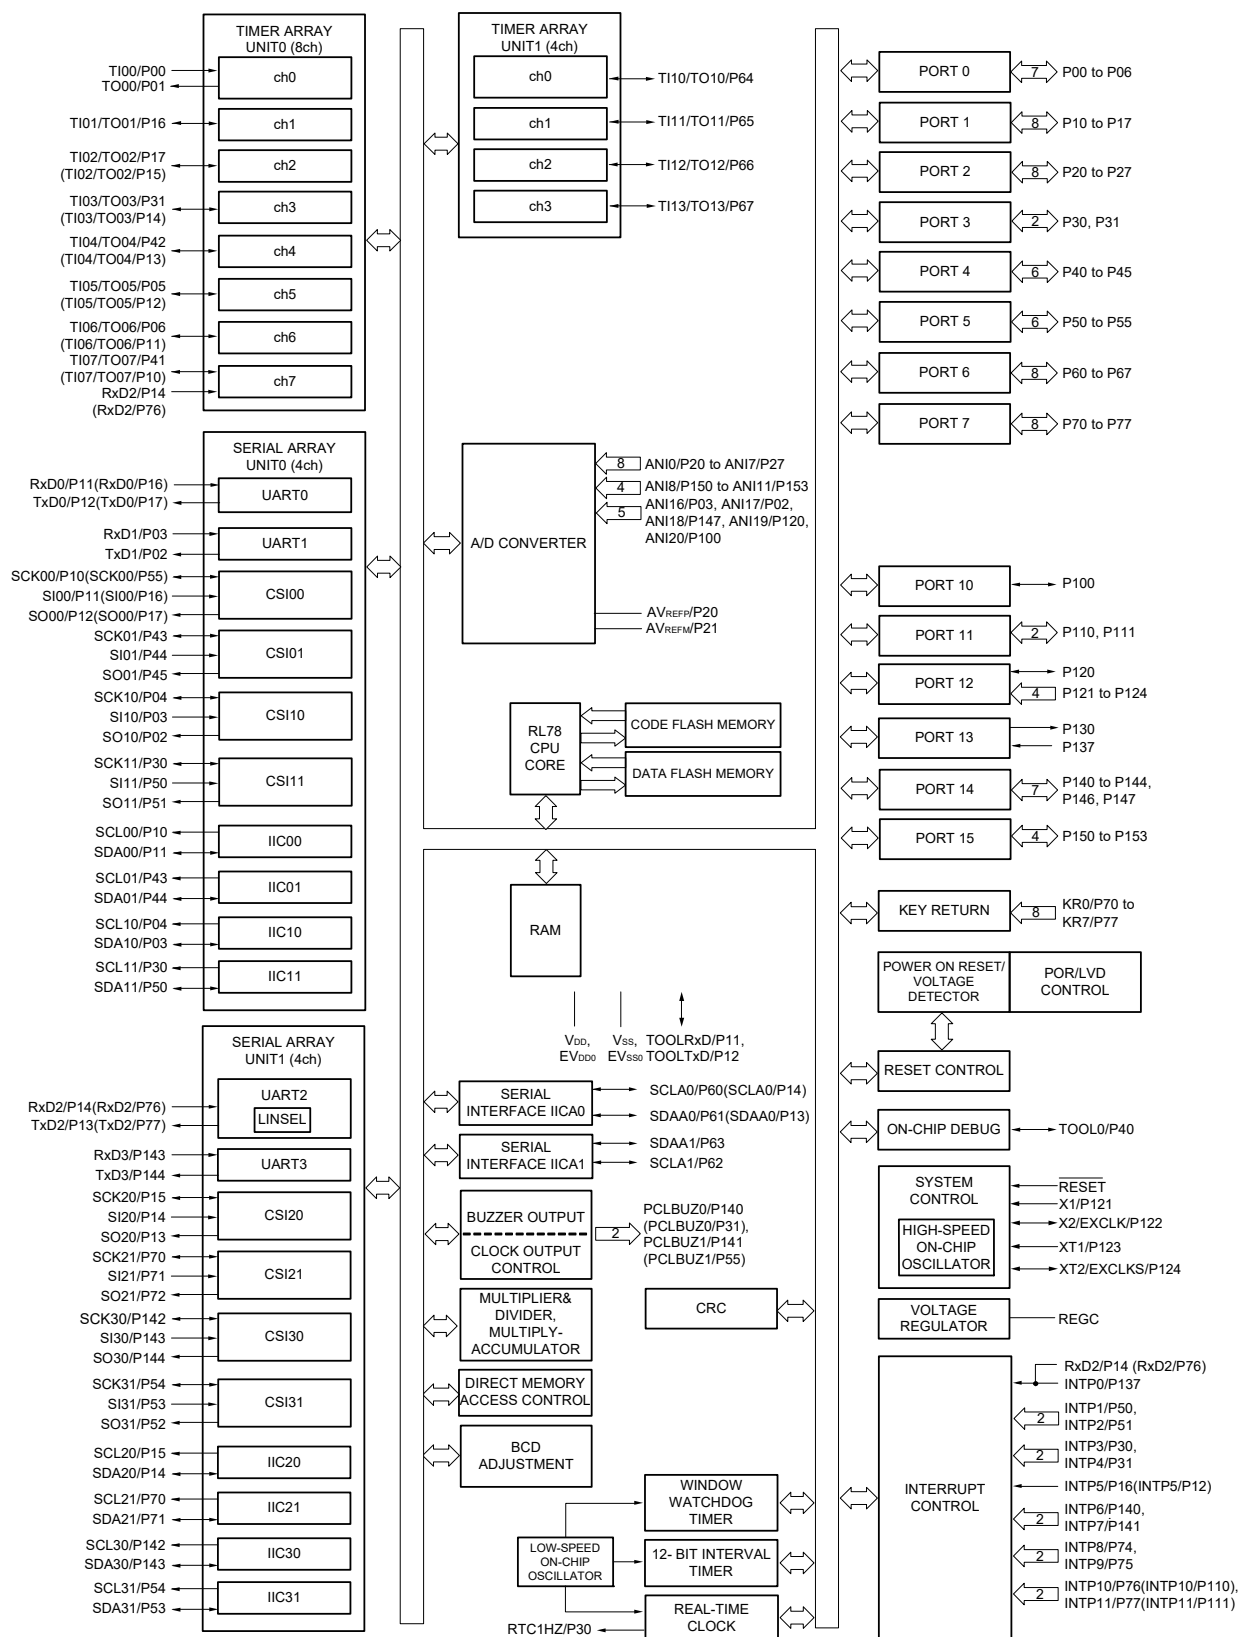 TIMER ARRAY
UNIT0 (8ch)
TI00/P00
TO00/P01
ch0
TI01/TO01/P16
ch1
TI02/TO02/P17
(TI02/TO02/P15)
ch2
TI03/TO03/P31
(TI03/TO03/P14)
ch3
TI04/TO04/P42
(TI04/TO04/P13)
ch4
TI05/TO05/P05
(TI05/TO05/P12)
ch5
TI06/TO06/P06
(TI06/TO06/P11)
ch6
TI07/TO07/P41
(TI07/TO07/P10)
RxD2/P14
(RxD2/P76)
ch7
SERIAL ARRAY
UNIT0 (4ch)
RxD0/P11(RxD0/P16)
TxD0/P12(TxD0/P17)
UART0
RxD1/P03
TxD1/P02
UART1
SCK00/P10(SCK00/P55)
SI00/P11(SI00/P16)
SO00/P12(SO00/P17)
CSI00
SCK01/P43
SI01/P44
SO01/P45
CSI01
SCK10/P04
SI10/P03
SO10/P02
CSI10
SCK11/P30
SI11/P50
SO11/P51
CSI11
SCL00/P10
SDA00/P11
IIC00
SCL01/P43
SDA01/P44
IIC01
SCL10/P04
SDA10/P03
IIC10
SCL11/P30
SDA11/P50
IIC11
SERIAL ARRAY
UNIT1 (4ch)
RxD2/P14(RxD2/P76)
TxD2/P13(TxD2/P77)
UART2
LINSEL
RxD3/P143
TxD3/P144
UART3
SCK20/P15
SI20/P14
SO20/P13
CSI20
SCK21/P70
SI21/P71
SO21/P72
CSI21
SCK30/P142
SI30/P143
SO30/P144
CSI30
SCK31/P54
SI31/P53
SO31/P52
CSI31
SCL20/P15
SDA20/P14
IIC20
SCL21/P70
SDA21/P71
IIC21
SCL30/P142
SDA30/P143
IIC30
SCL31/P54
SDA31/P53
IIC31
TIMER ARRAY
UNIT1 (4ch)
ch0
TI10/TO10/P64
ch1
TI11/TO11/P65
ch2
TI12/TO12/P66
ch3
TI13/TO13/P67
A/D CONVERTER
8
ANI0/P20 to ANI7/P27
4
ANI8/P150 to ANI11/P153
5
ANI16/P03, ANI17/P02,
ANI18/P147, ANI19/P120,
ANI20/P100
AVREFP/P20
AVREFM/P21
RL78
CPU
CORE
CODE FLASH MEMORY
DATA FLASH MEMORY
RAM
VDD,
EVDD0
VSS,
EVSS0
TOOLRxD/P11,
TOOLTxD/P12
SERIAL
INTERFACE IICA0
SCLA0/P60(SCLA0/P14)
SDAA0/P61(SDAA0/P13)
SERIAL
INTERFACE IICA1
SDAA1/P63
SCLA1/P62
BUZZER OUTPUT
CLOCK OUTPUT
CONTROL
2
PCLBUZ0/P140
(PCLBUZ0/P31),
PCLBUZ1/P141
(PCLBUZ1/P55)
MULTIPLIER&
DIVIDER,
MULTIPLY-
ACCUMULATOR
CRC
DIRECT MEMORY
ACCESS CONTROL
BCD
ADJUSTMENT
LOW-SPEED
ON-CHIP
OSCILLATOR
WINDOW
WATCHDOG
TIMER
12- BIT INTERVAL
TIMER
RTC1HZ/P30
REAL-TIME
CLOCK
PORT 0
7
P00 to P06
PORT 1
8
P10 to P17
PORT 2
8
P20 to P27
PORT 3
2
P30, P31
PORT 4
6
P40 to P45
PORT 5
6
P50 to P55
PORT 6
8
P60 to P67
PORT 7
8
P70 to P77
PORT 10
P100
PORT 11
2
P110, P111
PORT 12
P120
4
P121 to P124
PORT 13
P130
P137
PORT 14
7
P140 to P144,
P146, P147
PORT 15
4
P150 to P153
KEY RETURN
8
KR0/P70 to
KR7/P77
POWER ON RESET/
VOLTAGE
DETECTOR
POR/LVD
CONTROL
RESET CONTROL
ON-CHIP DEBUG
TOOL0/P40
SYSTEM
CONTROL
HIGH-SPEED
ON-CHIP
OSCILLATOR
RESET
X1/P121
X2/EXCLK/P122
XT1/P123
XT2/EXCLKS/P124
VOLTAGE
REGULATOR
REGC
INTERRUPT
CONTROL
RxD2/P14 (RxD2/P76)
INTP0/P137
2
INTP1/P50,
INTP2/P51
2
INTP3/P30,
INTP4/P31
INTP5/P16(INTP5/P12)
2
INTP6/P140,
INTP7/P141
2
INTP8/P74,
INTP9/P75
2
INTP10/P76(INTP10/P110),
INTP11/P77(INTP11/P111)